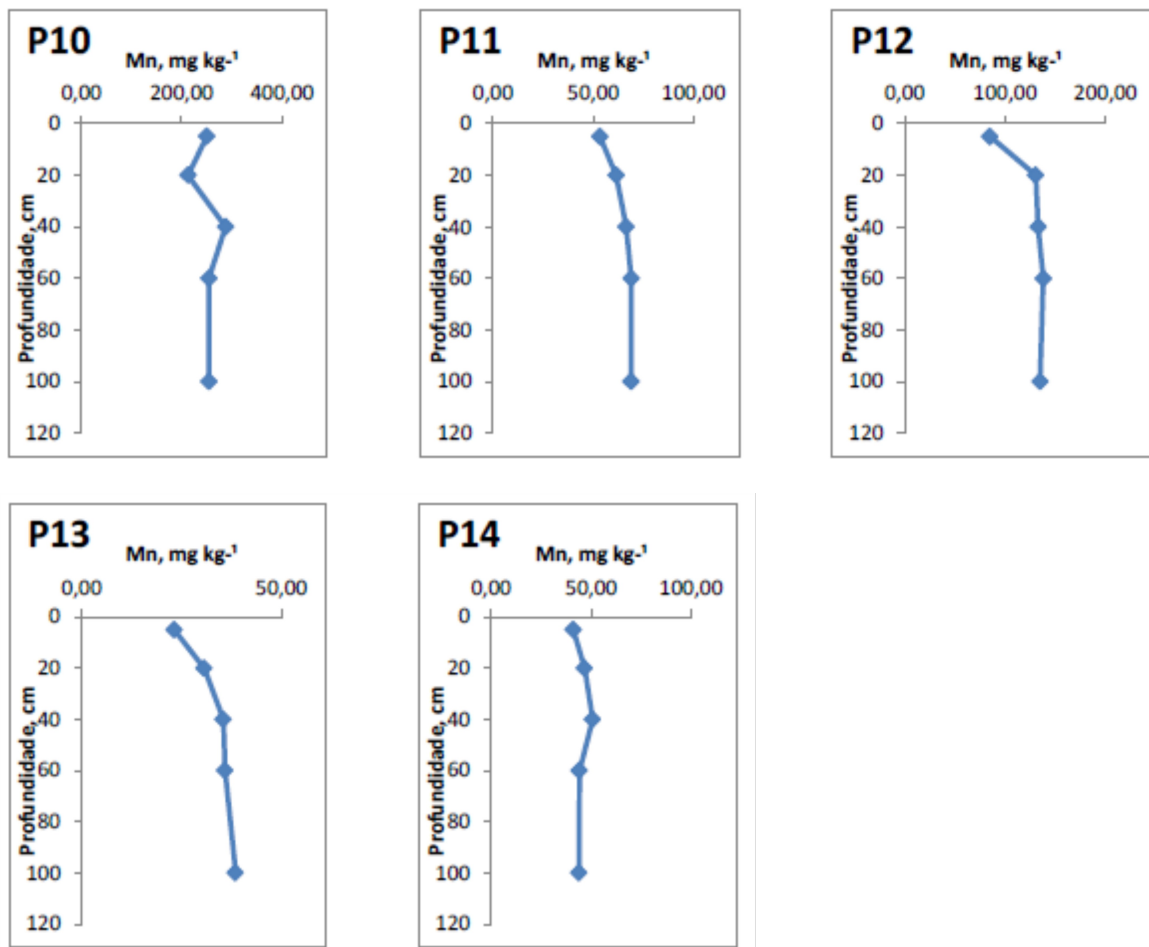 P10
Mn, mg kg-¹
0,00 200,00 400,00
0
20
40
60
80
100
120
Profundidade, cm
P11
Mn, mg kg-¹
0,00 50,00 100,00
0
20
40
60
80
100
120
Profundidade, cm
P12
Mn, mg kg-¹
0,00 100,00 200,00
0
20
40
60
80
100
120
Profundidade, cm
P13
Mn, mg kg-¹
0,00 50,00
0
20
40
60
80
100
120
Profundidade, cm
P14
Mn, mg kg-¹
0,00 50,00 100,00
0
20
40
60
80
100
120
Profundidade, cm